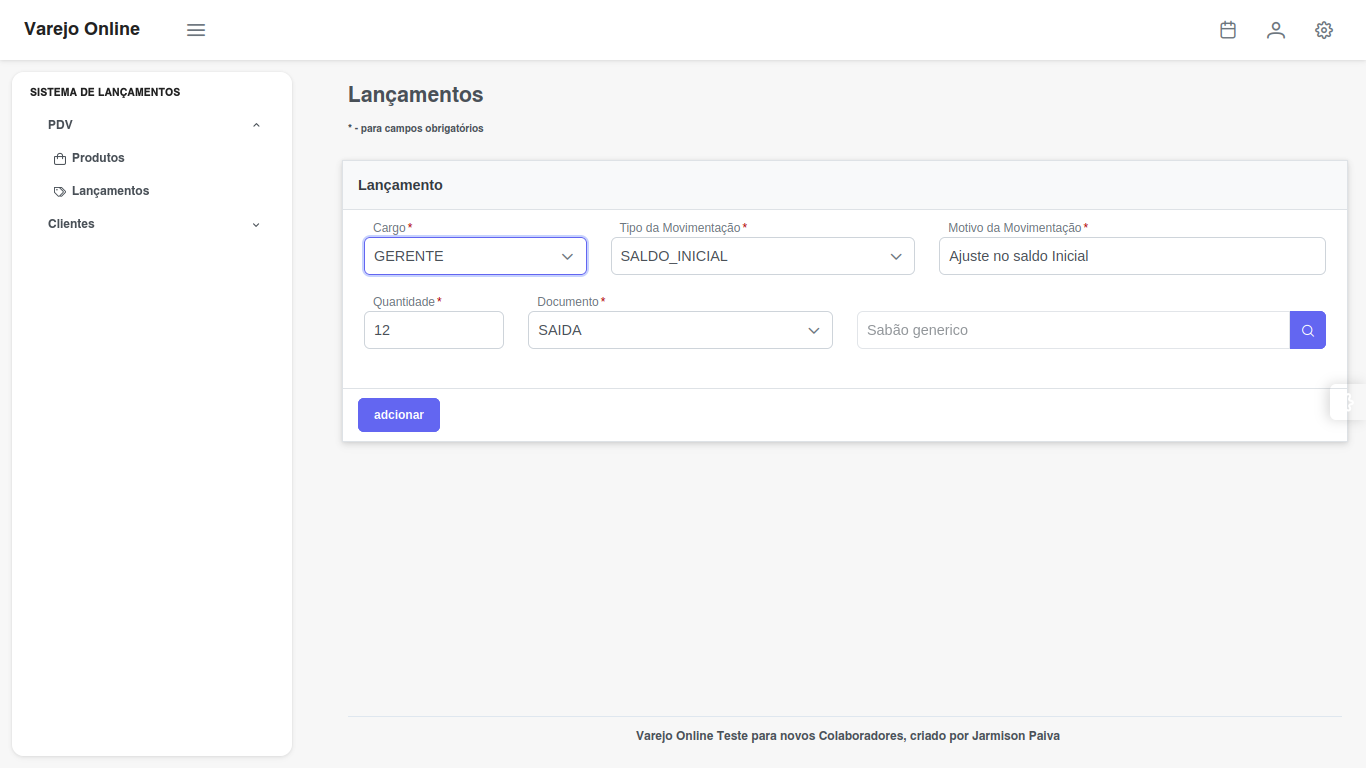 Varejo Online
SISTEMA DE LANÇAMENTOS
PDV
Produtos
Lançamentos
Clientes
Lançamentos
* - para campos obrigatórios
Lançamento
Cargo* Tipo da Movimentação* Motivo da Movimentação*
GERENTE SALDO_INICIAL Ajuste no saldo Inicial
Quantidade* Documento*
12 SAIDA Sabão generico
adcionar
Varejo Online Teste para novos Colaboradores, criado por Jarmison Paiva